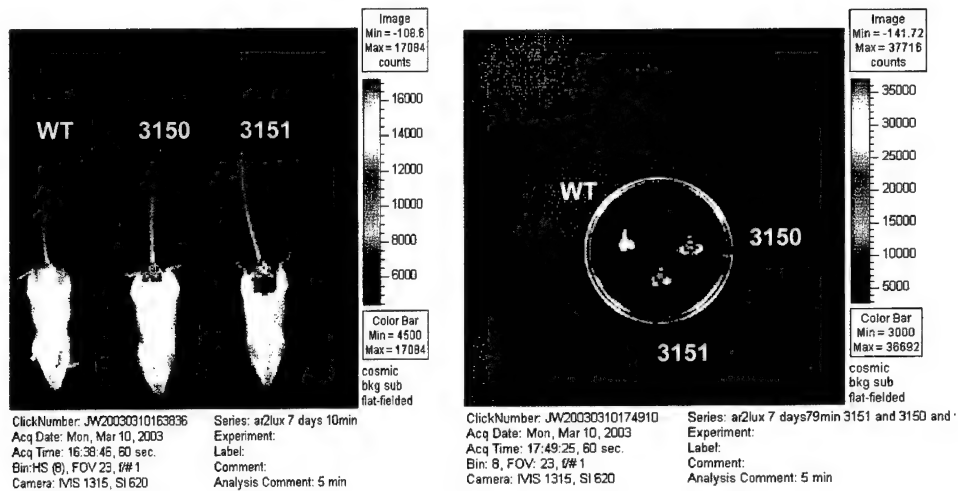 Image
Min = -108.6
Max = 17084
counts
16000
14000
12000
10000
8000
6000
Color Bar
Min = 4500
Max = 17084
cosmic
bkg sub
flat-fielded
WT
3150
3151
ClickNumber: JW20030310163836
Acq Date: Mon, Mar 10, 2003
Acq Time: 16:38:46, 60 sec.
Bin:HS (8), FOV 23, f/# 1
Camera: IVIS 1315, SI 620
Series: ar2lux 7 days 10min
Experiment:
Label:
Comment:
Analysis Comment: 5 min
Image
Min = -141.72
Max = 37716
counts
35000
30000
25000
20000
15000
10000
5000
Color Bar
Min = 3000
Max = 36692
cosmic
bkg sub
flat-fielded
WT
3150
3151
ClickNumber: JW20030310174910
Acq Date: Mon, Mar 10, 2003
Acq Time: 17:49:25, 60 sec.
Bin: 8, FOV: 23, f/# 1
Camera: IVIS 1315, SI 620
Series: ar2lux 7 days79min 3151 and 3150 and
Experiment:
Label:
Comment:
Analysis Comment: 5 min